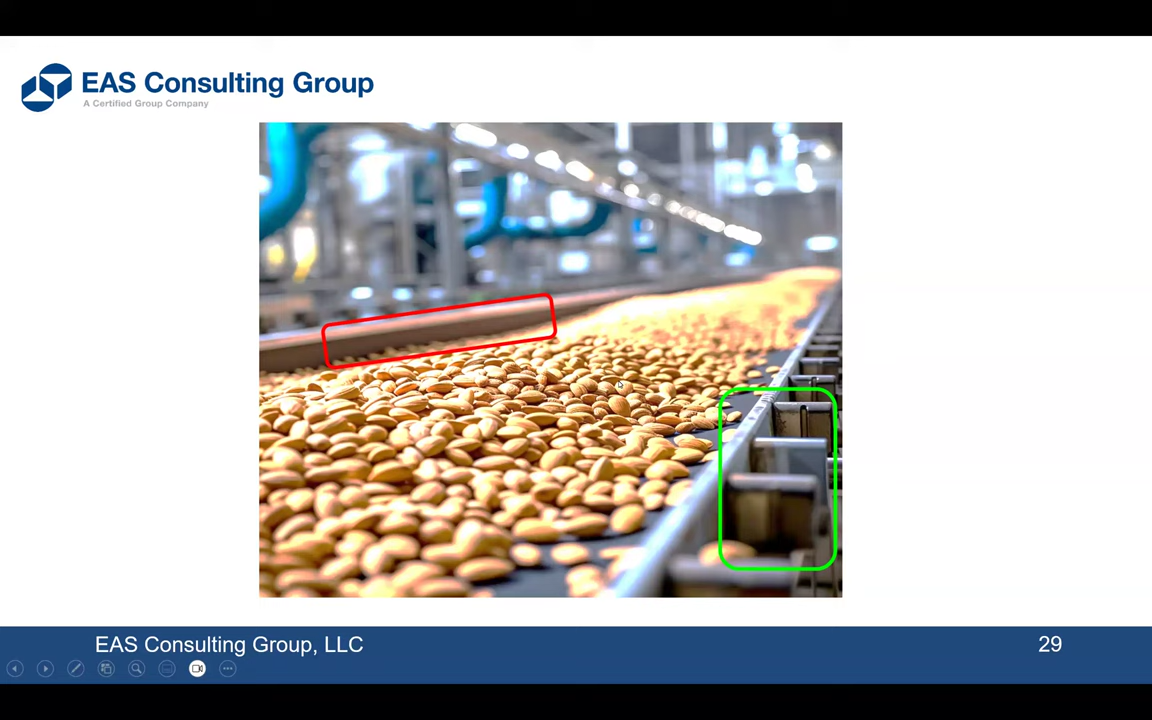 EAS Consulting Group
A Certified Group Company
EAS Consulting Group, LLC
29